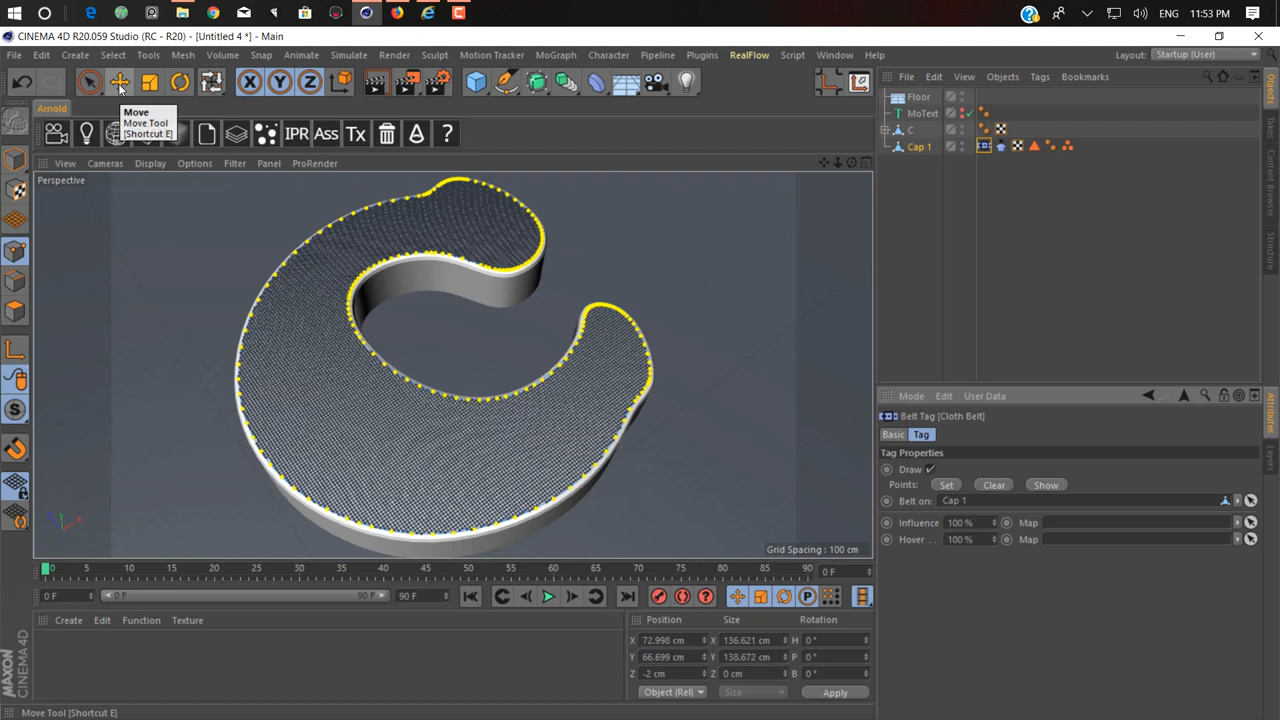 ENG 11:53 PM
CINEMA 4D R20.059 Studio (RC - R20) - [Untitled 4 *] - Main
File Edit Create Select Tools Mesh Volume Snap Animate Simulate Render Sculpt Motion Tracker MoGraph Character Pipeline Plugins RealFlow Script Window Help Layout: Startup (User)
X Y Z
File Edit View Objects Tags Bookmarks
Floor
MoText
C
Cap 1
Arnold
IPR Ass Tx ?
Move
Move Tool
[Shortcut E]
View Cameras Display Options Filter Panel ProRender
Perspective
Grid Spacing : 100 cm
Objects
Content Browser
Structure
Mode Edit User Data
Belt Tag [Cloth Belt]
Basic Tag
Tag Properties
Draw
Points: Set Clear Show
Belt on: Cap 1
Influence 100 % Map
Hover . . 100 % Map
Attributes
Layers
0 5 10 15 20 25 30 35 40 45 50 55 60 65 70 75 80 85 90 0 F
0 F 0 F 90 F 90 F
Create Edit Function Texture
Position Size Rotation
X 72.998 cm X 136.621 cm H 0 °
Y 66.699 cm Y 138.672 cm P 0 °
Z -2 cm Z 0 cm B 0 °
Object (Rel) Size Apply
MAXON
CINEMA 4D
Move Tool [Shortcut E]